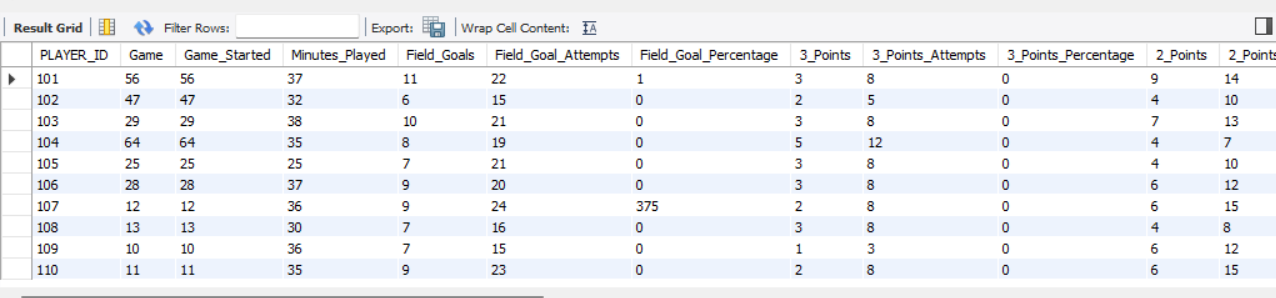 Result Grid Filter Rows: Export: Wrap Cell Content: IA
PLAYER_ID Game Game_Started Minutes_Played Field_Goals Field_Goal_Attempts Field_Goal_Percentage 3_Points 3_Points_Attempts 3_Points_Percentage 2_Points 2_Points
101 56 56 37 11 22 1 3 8 0 9 14
102 47 47 32 6 15 0 2 5 0 4 10
103 29 29 38 10 21 0 3 8 0 7 13
104 64 64 35 8 19 0 5 12 0 4 7
105 25 25 25 7 21 0 3 8 0 4 10
106 28 28 37 9 20 0 3 8 0 6 12
107 12 12 36 9 24 375 2 8 0 6 15
108 13 13 30 7 16 0 3 8 0 4 8
109 10 10 36 7 15 0 1 3 0 6 12
110 11 11 35 9 23 0 2 8 0 6 15